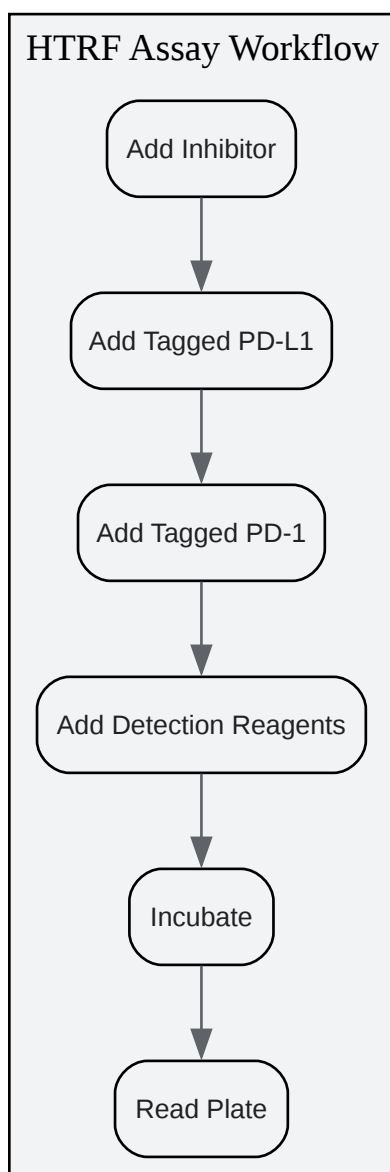 HTRF Assay Workflow
Add Inhibitor
Add Tagged PD-L1
Add Tagged PD-1
Add Detection Reagents
Incubate
Read Plate